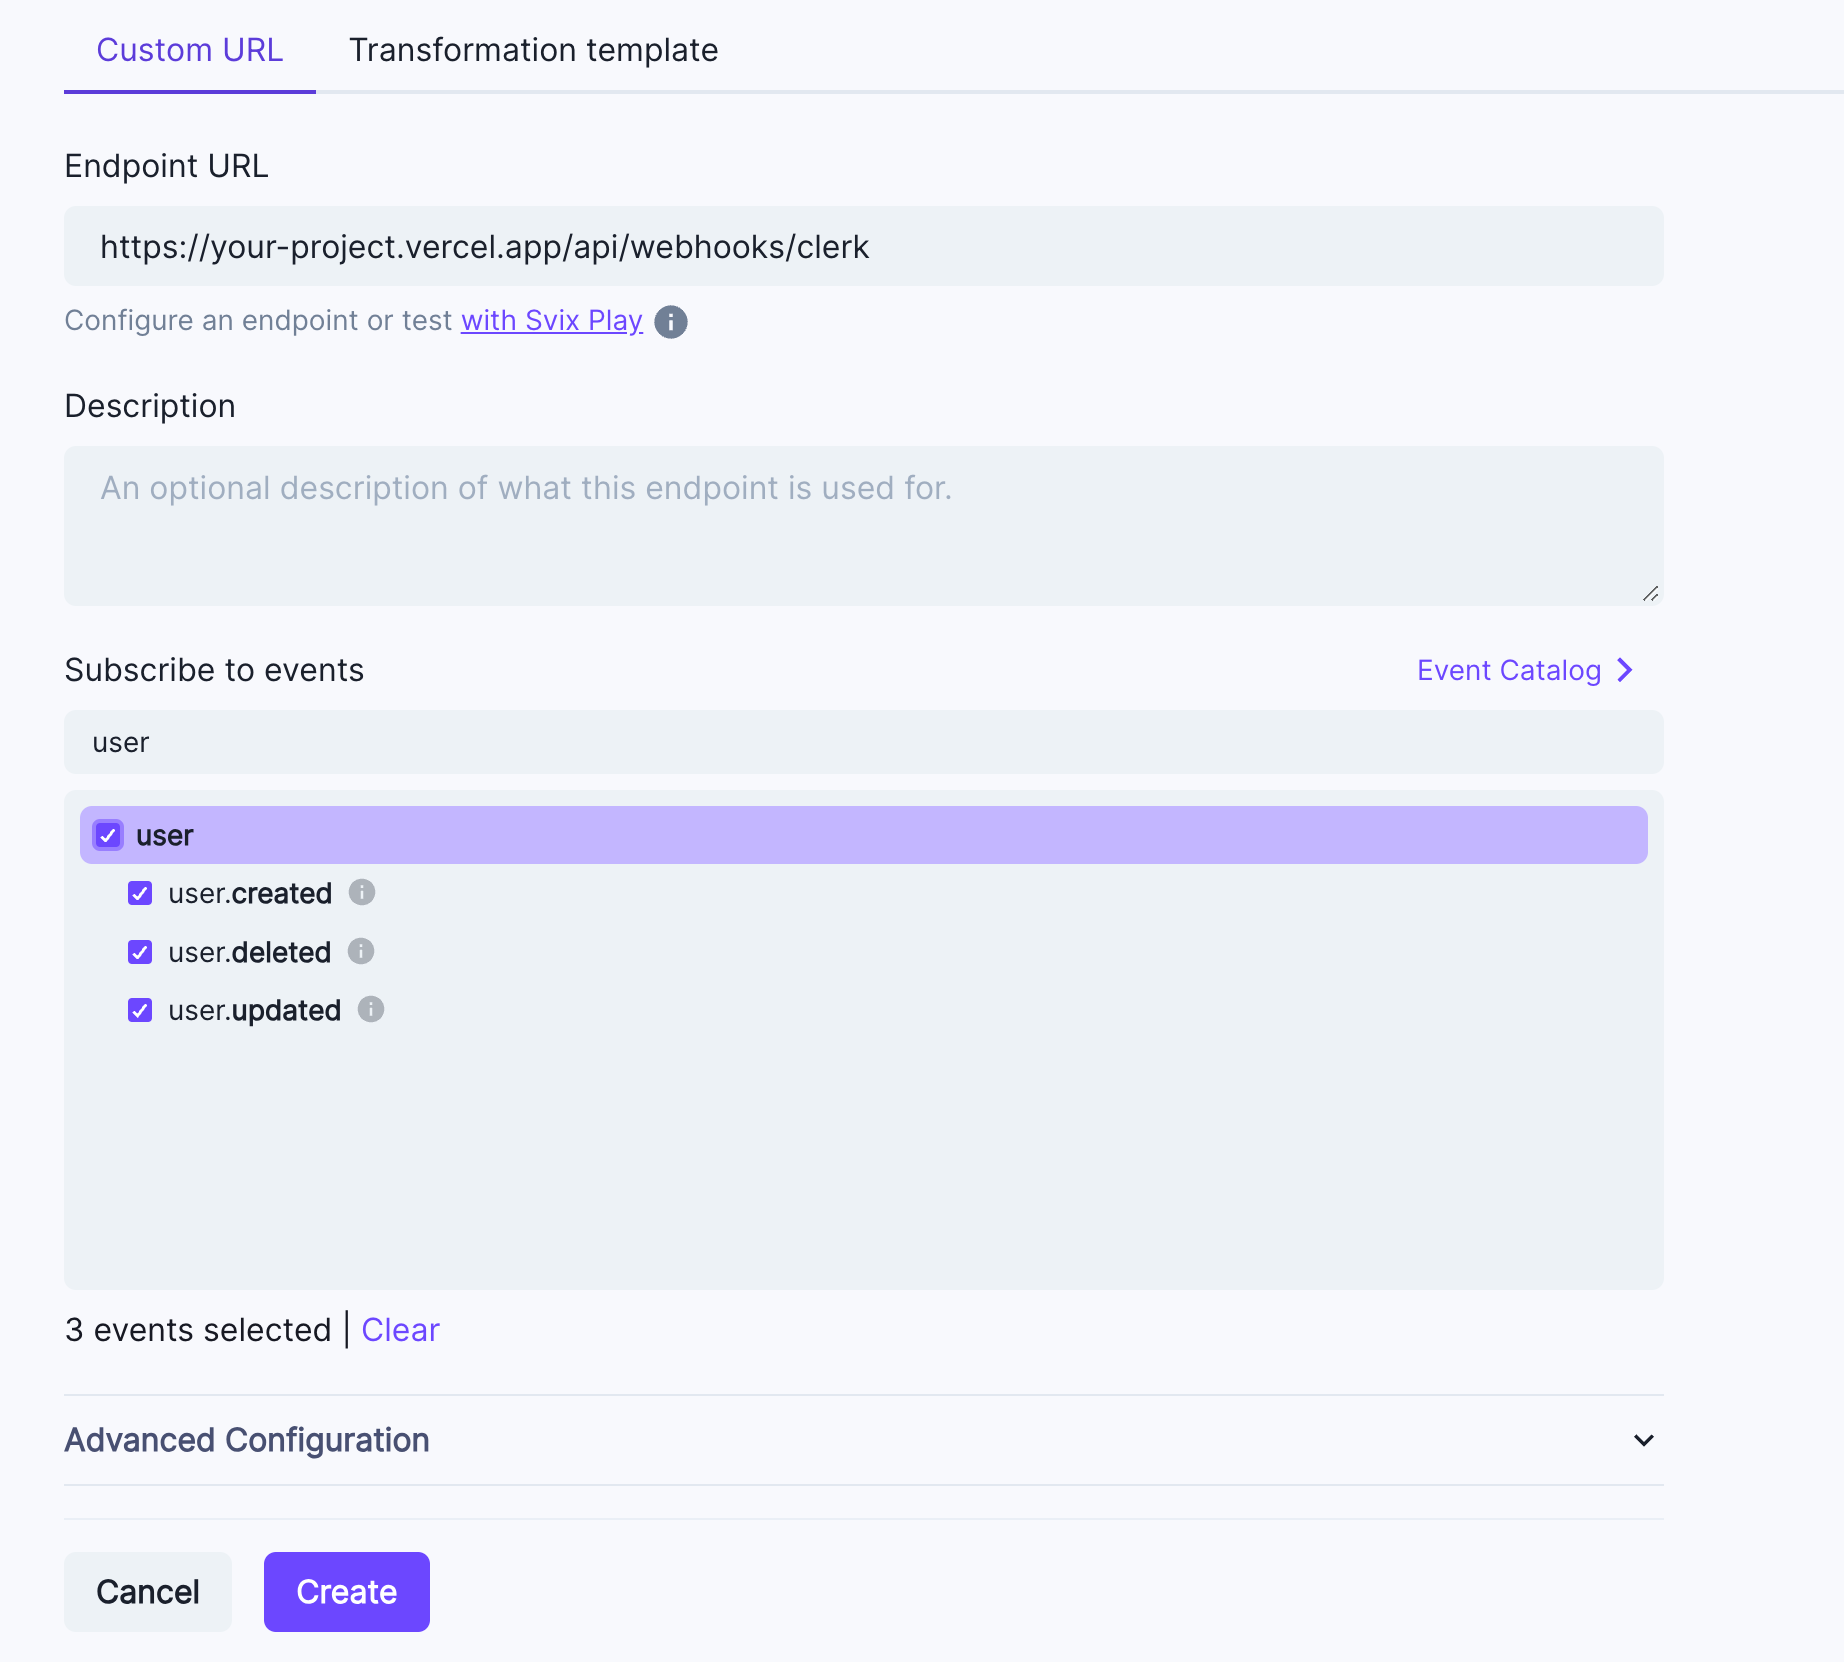 Custom URL Transformation template
Endpoint URL
https://your-project.vercel.app/api/webhooks/clerk
Configure an endpoint or test with Svix Play
Description
An optional description of what this endpoint is used for.
Subscribe to events Event Catalog
user
user
user.created
user.deleted
user.updated
3 events selected | Clear
Advanced Configuration
Cancel Create